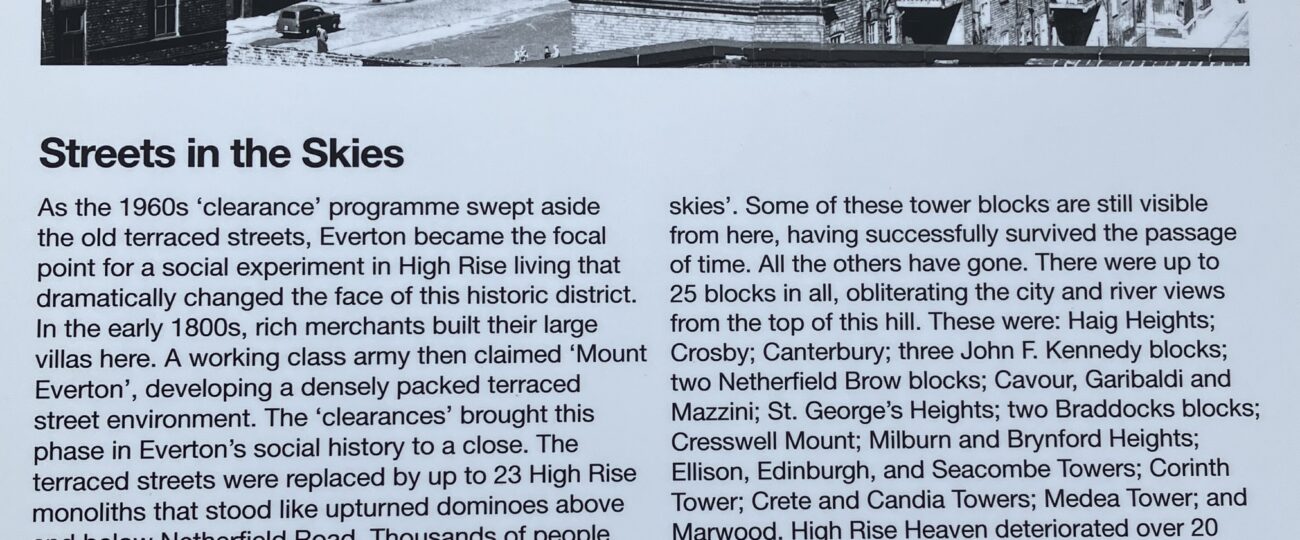 Streets in the Skies
As the 1960s ‘clearance’ programme swept aside
the old terraced streets, Everton became the focal
point for a social experiment in High Rise living that
dramatically changed the face of this historic district.
In the early 1800s, rich merchants built their large
villas here. A working class army then claimed ‘Mount
Everton’, developing a densely packed terraced
street environment. The ‘clearances’ brought this
phase in Everton’s social history to a close. The
terraced streets were replaced by up to 23 High Rise
monoliths that stood like upturned dominoes above
and below Netherfield Road. Thousands of people
skies’. Some of these tower blocks are still visible
from here, having successfully survived the passage
of time. All the others have gone. There were up to
25 blocks in all, obliterating the city and river views
from the top of this hill. These were: Haig Heights;
Crosby; Canterbury; three John F. Kennedy blocks;
two Netherfield Brow blocks; Cavour, Garibaldi and
Mazzini; St. George’s Heights; two Braddocks blocks;
Cresswell Mount; Milburn and Brynford Heights;
Ellison, Edinburgh, and Seacombe Towers; Corinth
Tower; Crete and Candia Towers; Medea Tower; and
Marwood. High Rise Heaven deteriorated over 20